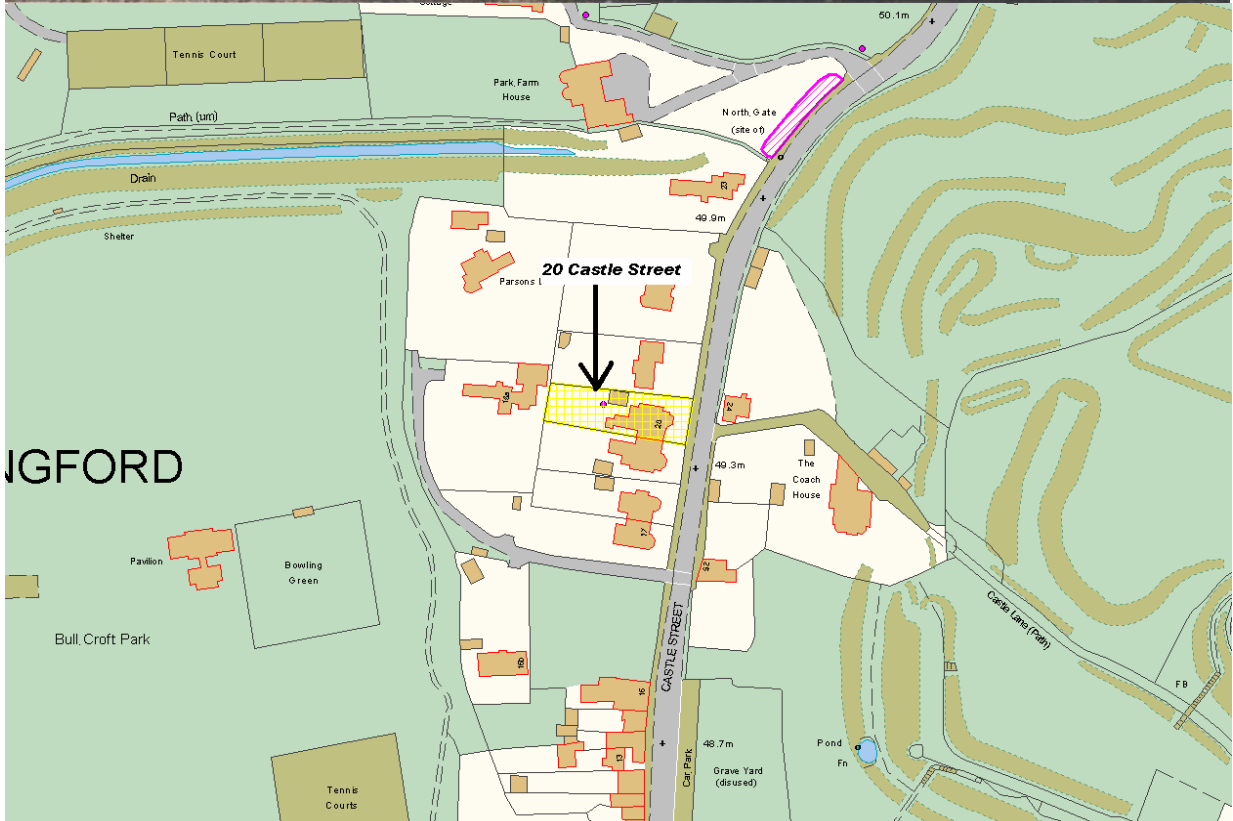 50.1m
Tennis Court
Park Farm
House
North Gate
(site of)
Path (um)
Drain
23
49.9m
Shelter
20 Castle Street
Parsons
18a
20
24
49.3m
The
Coach
House
NGFORD
17
Pavilion
Bowling
Green
25
Castle Lane (Path)
CASTLE STREET
Bull Croft Park
16b
16
FB
13
48.7m
Pond
Fn
Car Park
Grave Yard
(disused)
Tennis
Courts